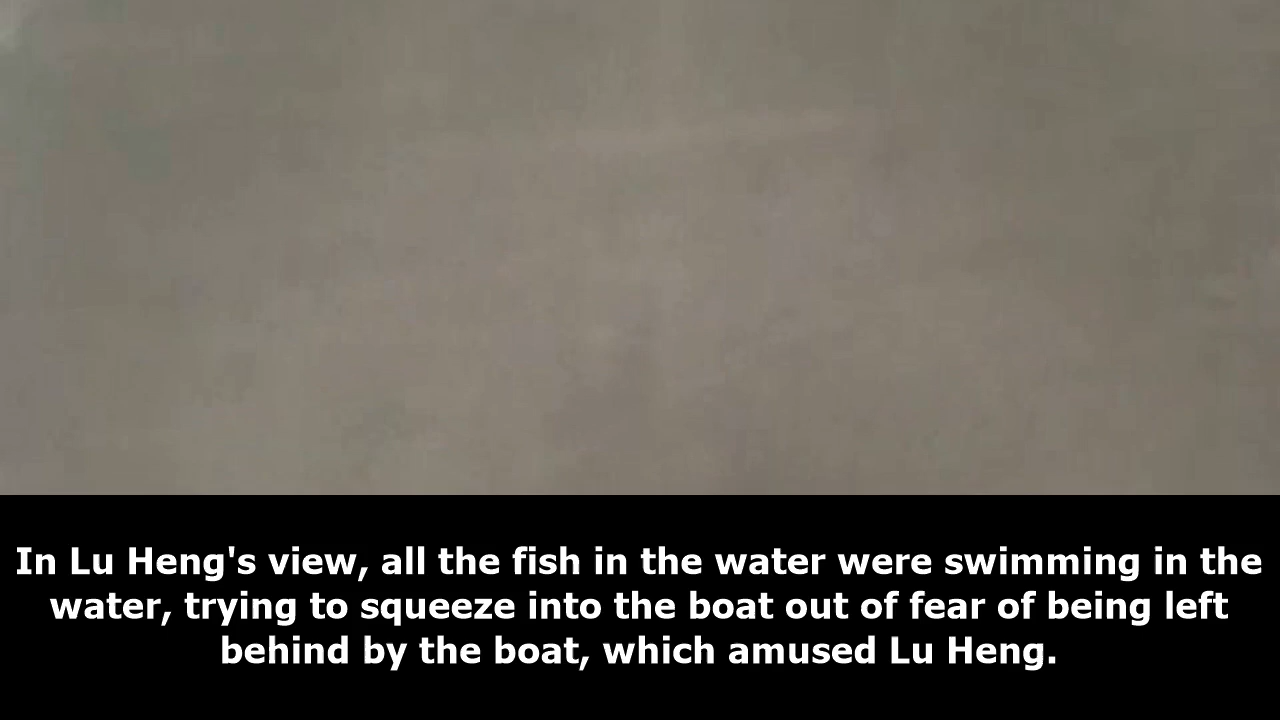 In Lu Heng's view, all the fish in the water were swimming in the
water, trying to squeeze into the boat out of fear of being left
behind by the boat, which amused Lu Heng.